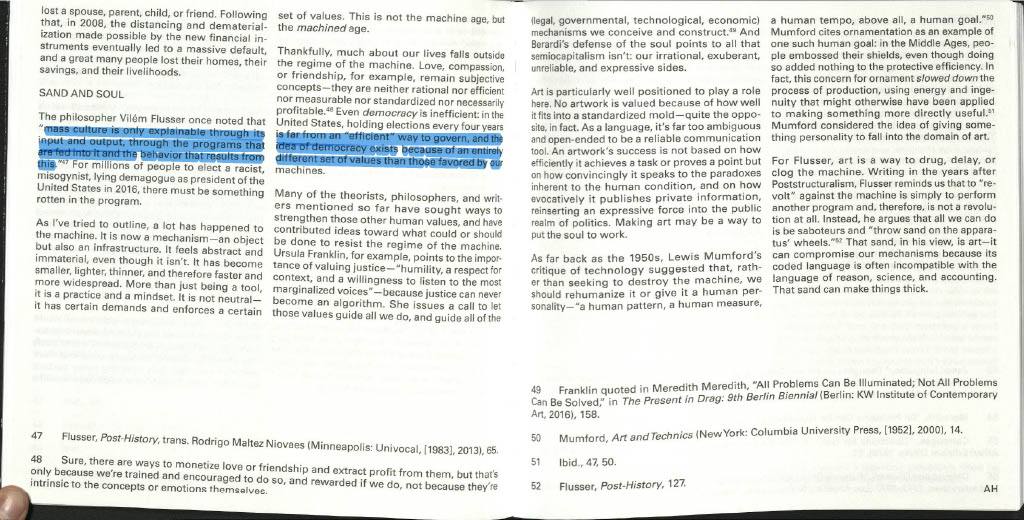 lost a spouse, parent, child, or friend. Following
that, in 2008, the distancing and dematerial-
ization made possible by the new financial in-
struments eventually led to a massive default,
and a great many people lost their homes, their
savings, and their livelihoods.
SAND AND SOUL
The philosopher Vilém Flusser once noted that
"mass culture is only explainable through its
input and output, through the programs that
are fed into it and the behavior that results from
this."47 For millions of people to elect a racist,
misogynist, lying demagogue as president of the
United States in 2016, there must be something
rotten in the program.
As I've tried to outline, a lot has happened to
the machine. It is now a mechanism—an object
but also an infrastructure. It feels abstract and
immaterial, even though it isn't. It has become
smaller, lighter, thinner, and therefore faster and
more widespread. More than just being a tool,
it is a practice and a mindset. It is not neutral—
it has certain demands and enforces a certain
set of values. This is not the machine age, but
the machined age.
Thankfully, much about our lives falls outside
the regime of the machine. Love, compassion,
or friendship, for example, remain subjective
concepts—they are neither rational nor efficient
nor measurable nor standardized nor necessarily
profitable.48 Even democracy is inefficient: in the
United States, holding elections every four years
is far from an "efficient" way to govern, and the
idea of democracy exists because of an entirely
different set of values than those favored by our
machines.
Many of the theorists, philosophers, and writ-
ers mentioned so far have sought ways to
strengthen those other human values, and have
contributed ideas toward what could or should
be done to resist the regime of the machine.
Ursula Franklin, for example, points to the impor-
tance of valuing justice—"humility, a respect for
context, and a willingness to listen to the most
marginalized voices"—because justice can never
become an algorithm. She issues a call to let
those values guide all we do, and guide all of the
47 Flusser, Post-History, trans. Rodrigo Maltez Niovaes (Minneapolis: Univocal, [1983], 2013), 65.
48 Sure, there are ways to monetize love or friendship and extract profit from them, but that's
only because we're trained and encouraged to do so, and rewarded if we do, not because they're
intrinsic to the concepts or emotions themselves.
(legal, governmental, technological, economic)
mechanisms we conceive and construct.49 And
Berardi's defense of the soul points to all that
semiocapitalism isn't: our irrational, exuberant,
unreliable, and expressive sides.
Art is particularly well positioned to play a role
here. No artwork is valued because of how well
it fits into a standardized mold—quite the oppo-
site, in fact. As a language, it's far too ambiguous
and open-ended to be a reliable communication
tool. An artwork's success is not based on how
efficiently it achieves a task or proves a point but
on how convincingly it speaks to the paradoxes
inherent to the human condition, and on how
evocatively it publishes private information,
reinserting an expressive force into the public
realm of politics. Making art may be a way to
put the soul to work.
As far back as the 1950s, Lewis Mumford's
critique of technology suggested that, rath-
er than seeking to destroy the machine, we
should rehumanize it or give it a human per-
sonality—"a human pattern, a human measure,
a human tempo, above all, a human goal."50
Mumford cites ornamentation as an example of
one such human goal: in the Middle Ages, peo-
ple embossed their shields, even though doing
so added nothing to the protective efficiency. In
fact, this concern for ornament slowed down the
process of production, using energy and inge-
nuity that might otherwise have been applied
to making something more directly useful.51
Mumford considered the idea of giving some-
thing personality to fall into the domain of art.
For Flusser, art is a way to drug, delay, or
clog the machine. Writing in the years after
Poststructuralism, Flusser reminds us that to "re-
volt" against the machine is simply to perform
another program and, therefore, is not a revolu-
tion at all. Instead, he argues that all we can do
is be saboteurs and "throw sand on the appara-
tus' wheels."52 That sand, in his view, is art—it
can compromise our mechanisms because its
coded language is often incompatible with the
language of reason, science, and accounting.
That sand can make things thick.
49 Franklin quoted in Meredith Meredith, "All Problems Can Be Illuminated; Not All Problems
Can Be Solved," in The Present in Drag: 9th Berlin Biennial (Berlin: KW Institute of Contemporary
Art, 2016), 158.
50 Mumford, Art and Technics (New York: Columbia University Press, [1952], 2000), 14.
51 Ibid., 47, 50.
52 Flusser, Post-History, 127.
AH